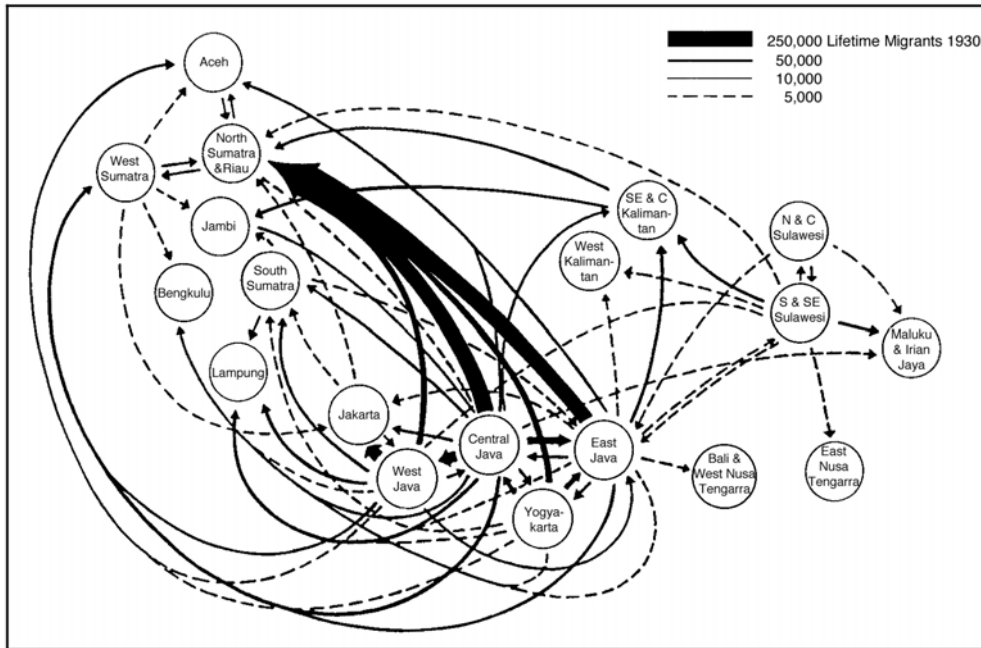 250,000 Lifetime Migrants 1930
50,000
10,000
5,000
Aceh
North
Sumatra
&Riau
West
Sumatra
Jambi
South
Sumatra
Bengkulu
Lampung
Jakarta
West
Java
Central
Java
Yogya-
karta
East
Java
SE & C
Kaliman-
tan
West
Kaliman-
tan
N & C
Sulawesi
S & SE
Sulawesi
Maluku
& Irian
Jaya
Bali &
West Nusa
Tengarra
East
Nusa
Tengarra